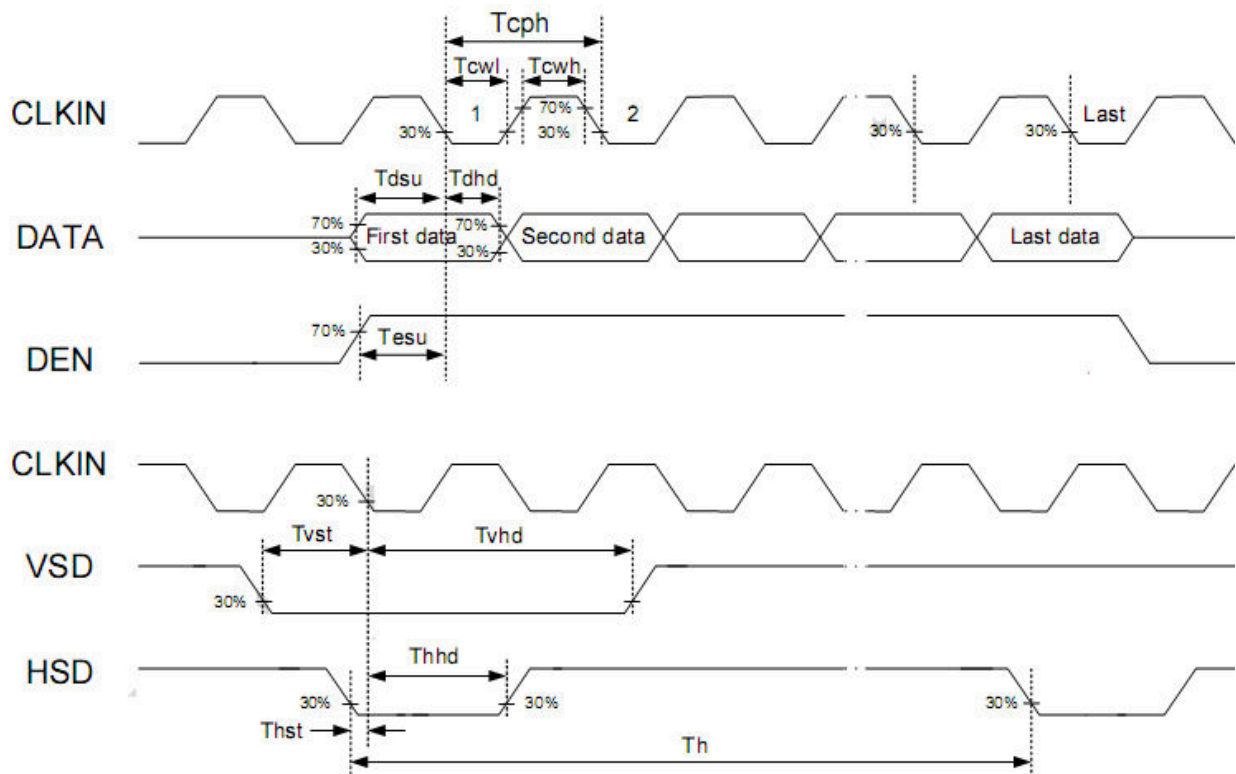 Tcph
Tcwl Tcwh
CLKIN 30% 1 70% 30% 2 30% 30% Last
Tdsu Tdhd
DATA 70% 30% First data 70% 30% Second data Last data
DEN 70% Tesu
CLKIN 30%
Tvst Tvhd
VSD 30%
Thhd
HSD 30% 30% 30%
Thst
Th